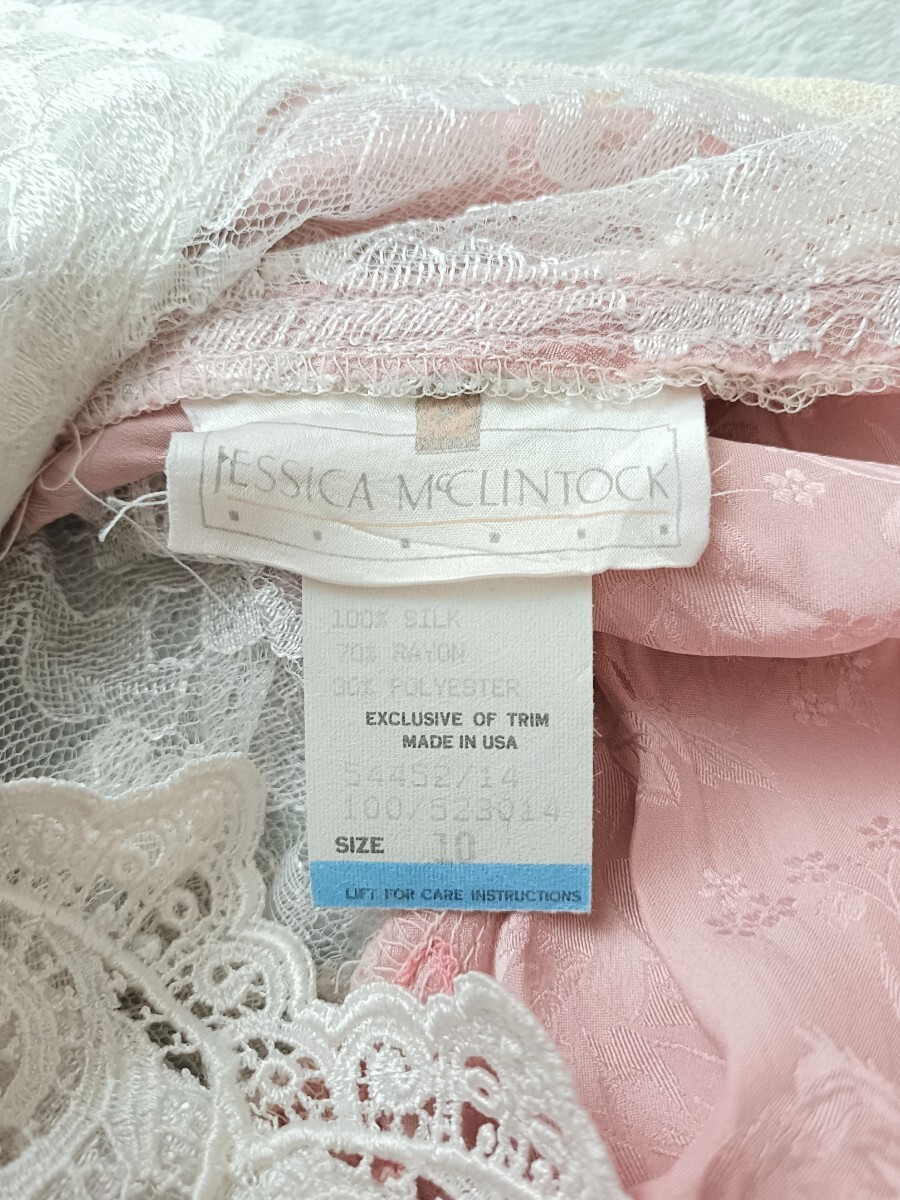 JESSICA McCLINTOCK
100% SILK
70% RAYON
30% POLYESTER
EXCLUSIVE OF TRIM
MADE IN USA
54452/14
100/523014
SIZE 10
LIFT FOR CARE INSTRUCTIONS